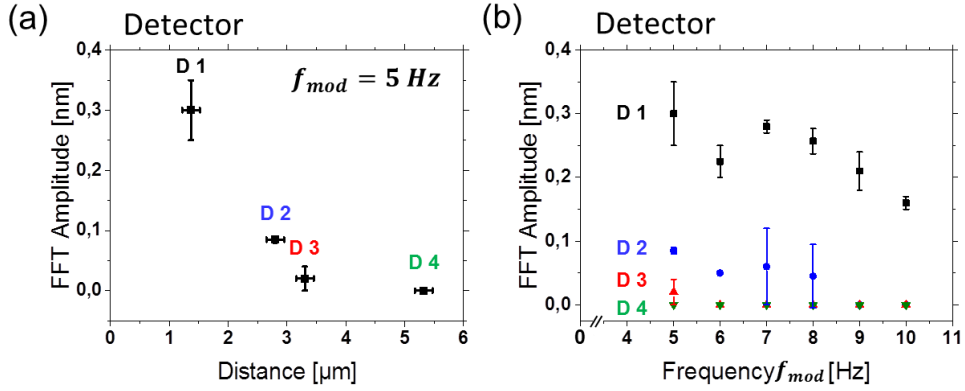 (a)
Detector
0,4
0,3
0,2
0,1
0,0
FFT Amplitude [nm]
D 1
f_mod = 5 Hz
D 2
D 3
D 4
0 1 2 3 4 5 6
Distance [µm]
(b)
Detector
0,4
0,3
0,2
0,1
0,0
FFT Amplitude [nm]
D 1
D 2
D 3
D 4
0 4 5 6 7 8 9 10 11
Frequency f_mod [Hz]